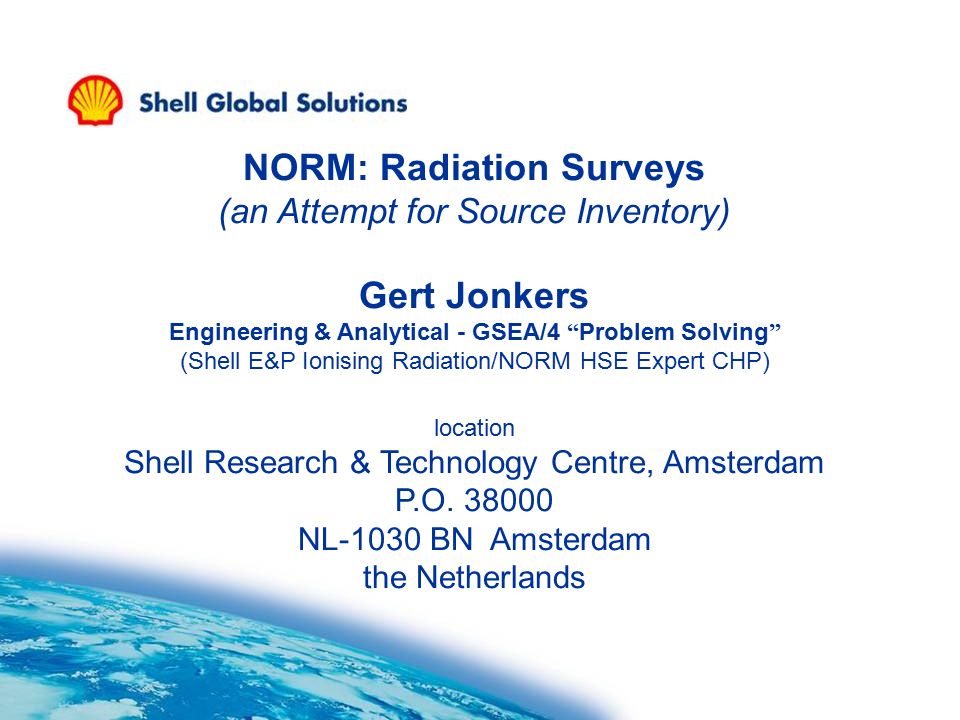 Shell Global Solutions
NORM: Radiation Surveys
(an Attempt for Source Inventory)
Gert Jonkers
Engineering & Analytical - GSEA/4 “Problem Solving”
(Shell E&P Ionising Radiation/NORM HSE Expert CHP)
location
Shell Research & Technology Centre, Amsterdam
P.O. 38000
NL-1030 BN  Amsterdam
the Netherlands